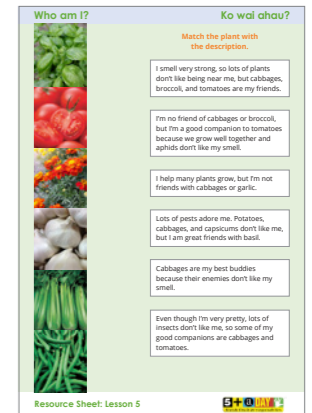 Who am I?
Ko wai ahau?
Match the plant with
the description.
I smell very strong, so lots of plants
don't like being near me, but cabbages,
broccoli, and tomatoes are my friends.
I'm no friend of cabbages or broccoli,
but I'm a good companion to tomatoes
because we grow well together and
aphids don't like my smell.
I help many plants grow, but I'm not
friends with cabbages or garlic.
Lots of pests adore me. Potatoes,
cabbages, and capsicums don't like me,
but I am great friends with basil.
Cabbages are my best buddies
because their enemies don't like my
smell.
Even though I'm very pretty, lots of
insects don't like me, so some of my
good companions are cabbages and
tomatoes.
Resource Sheet: Lesson 5
5+ A DAY